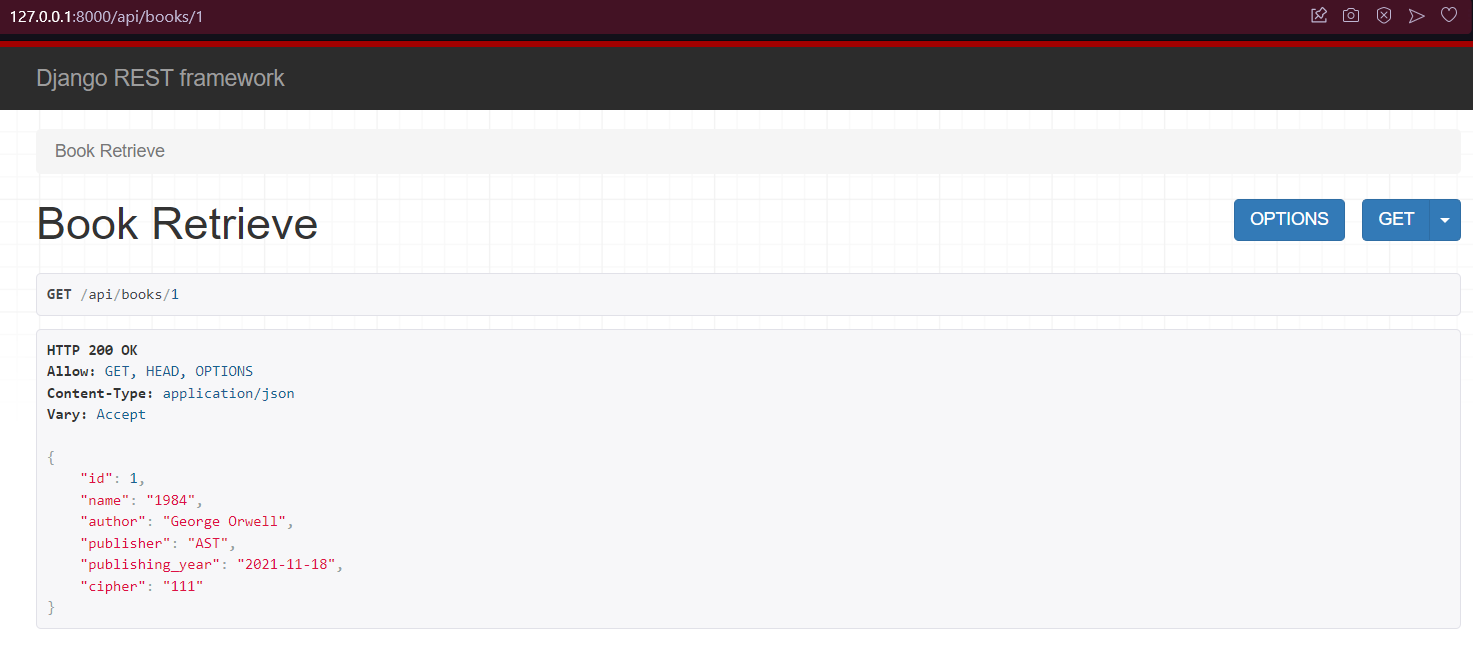 127.0.0.1:8000/api/books/1
Django REST framework
Book Retrieve
Book Retrieve
OPTIONS
GET
GET /api/books/1
HTTP 200 OK
Allow: GET, HEAD, OPTIONS
Content-Type: application/json
Vary: Accept
{
    "id": 1,
    "name": "1984",
    "author": "George Orwell",
    "publisher": "AST",
    "publishing_year": "2021-11-18",
    "cipher": "111"
}